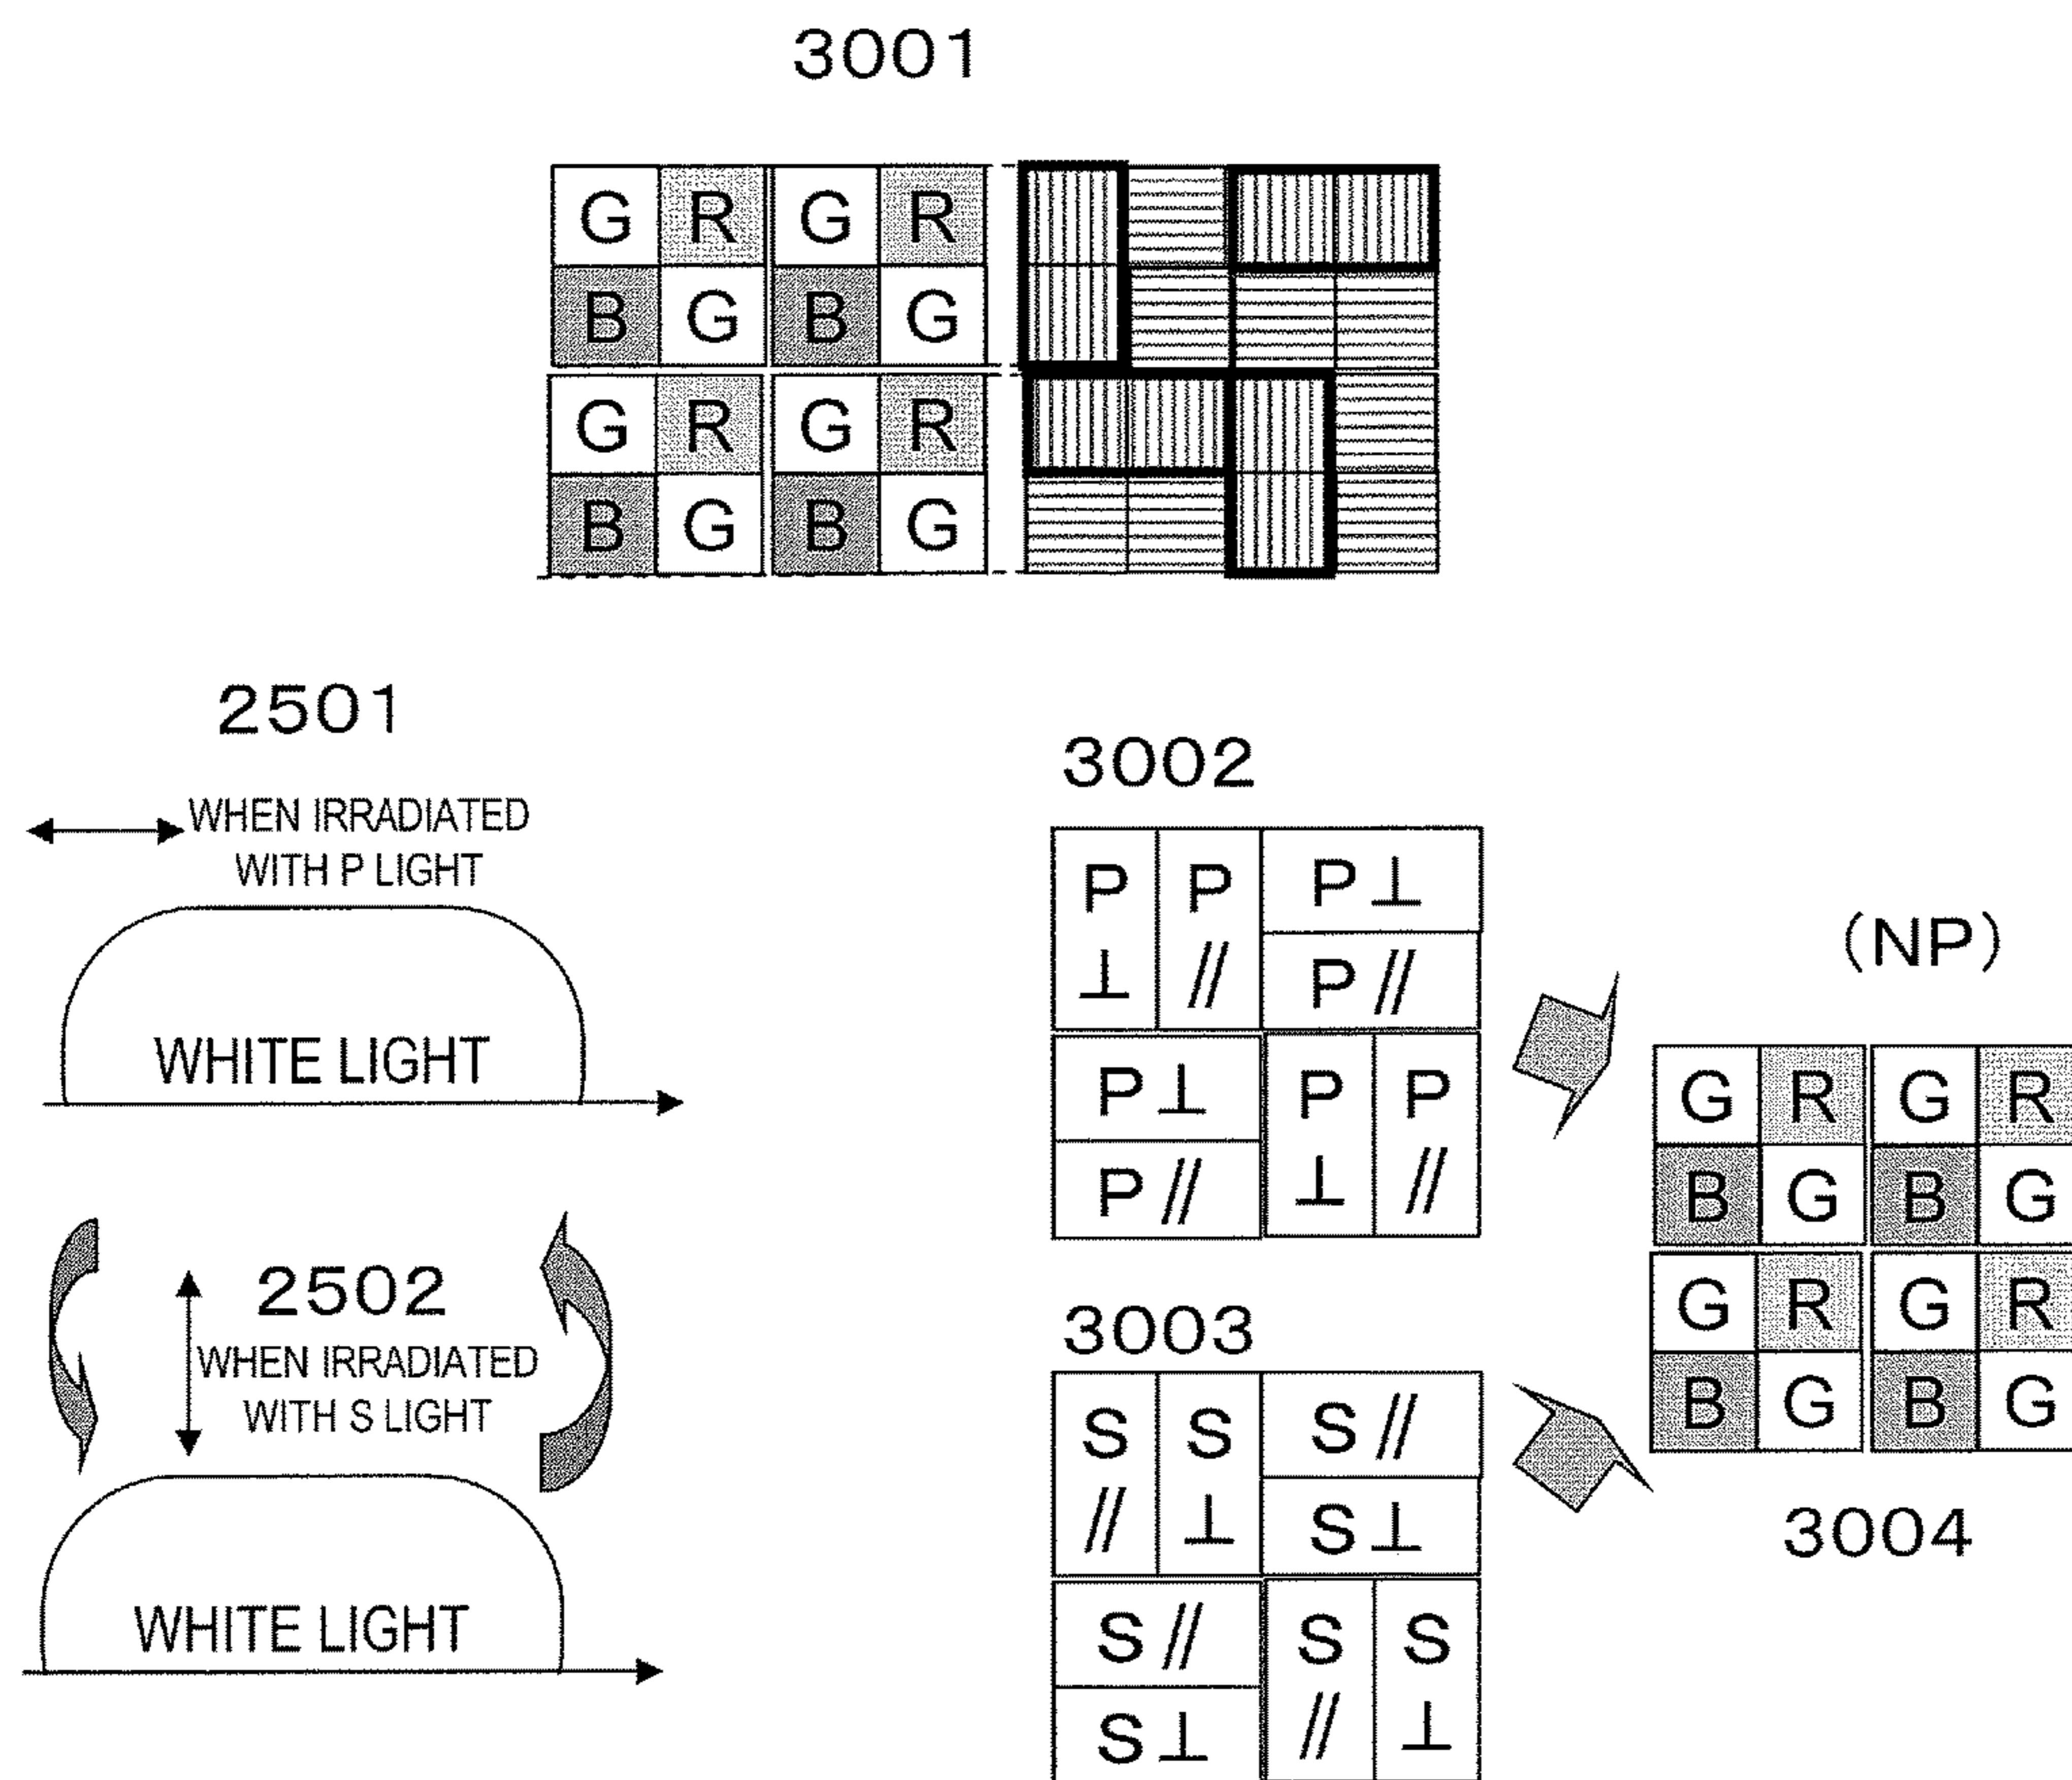 3001
G R G R
B G B G
G R G R
B G B G
2501
WHEN IRRADIATED
WITH P LIGHT
WHITE LIGHT
2502
WHEN IRRADIATED
WITH S LIGHT
WHITE LIGHT
3002
P P P⊥
⊥ // P//
P⊥ P P
P// ⊥ //
3003
S S S//
// ⊥ S⊥
S// S S
S⊥ // ⊥
(NP)
G R G R
B G B G
G R G R
B G B G
3004